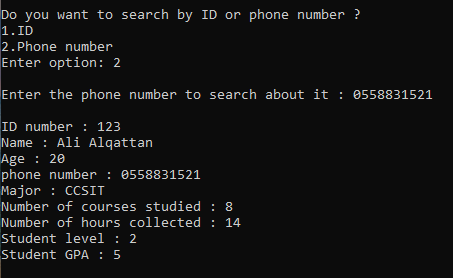 Do you want to search by ID or phone number ?
1.ID
2.Phone number
Enter option: 2
Enter the phone number to search about it : 0558831521
ID number : 123
Name : Ali Alqattan
Age : 20
phone number : 0558831521
Major : CCSIT
Number of courses studied : 8
Number of hours collected : 14
Student level : 2
Student GPA : 5